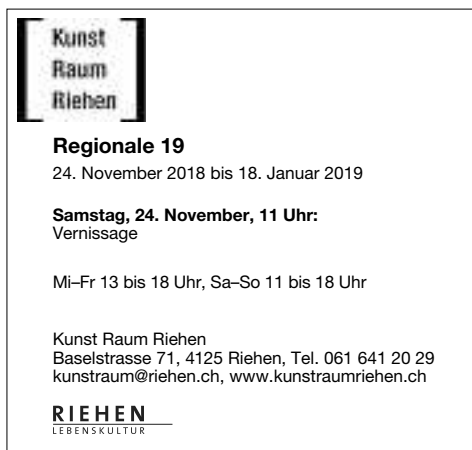 Kunst
Raum
Riehen
Regionale 19
24. November 2018 bis 18. Januar 2019
Samstag, 24. November, 11 Uhr:
Vernissage
Mi–Fr 13 bis 18 Uhr, Sa–So 11 bis 18 Uhr
Kunst Raum Riehen
Baselstrasse 71, 4125 Riehen, Tel. 061 641 20 29
kunstraum@riehen.ch, www.kunstraumriehen.ch
RIEHEN
LEBENSKULTUR